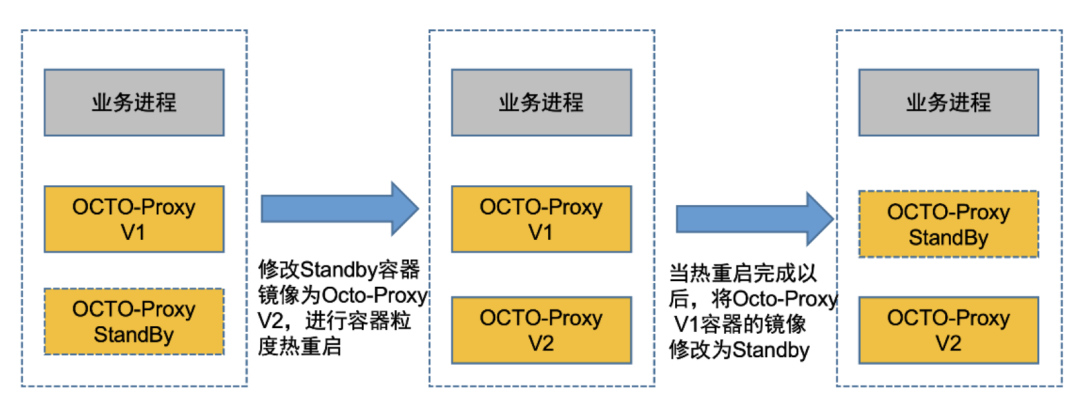 业务进程
OCTO-Proxy
V1
OCTO-Proxy
StandBy
修改Standby容器
镜像为Octo-Proxy
V2，进行容器粒
度热重启
业务进程
OCTO-Proxy
V1
OCTO-Proxy
V2
当热重启完成以
后，将Octo-Proxy
V1容器的镜像
修改为Standby
业务进程
OCTO-Proxy
StandBy
OCTO-Proxy
V2